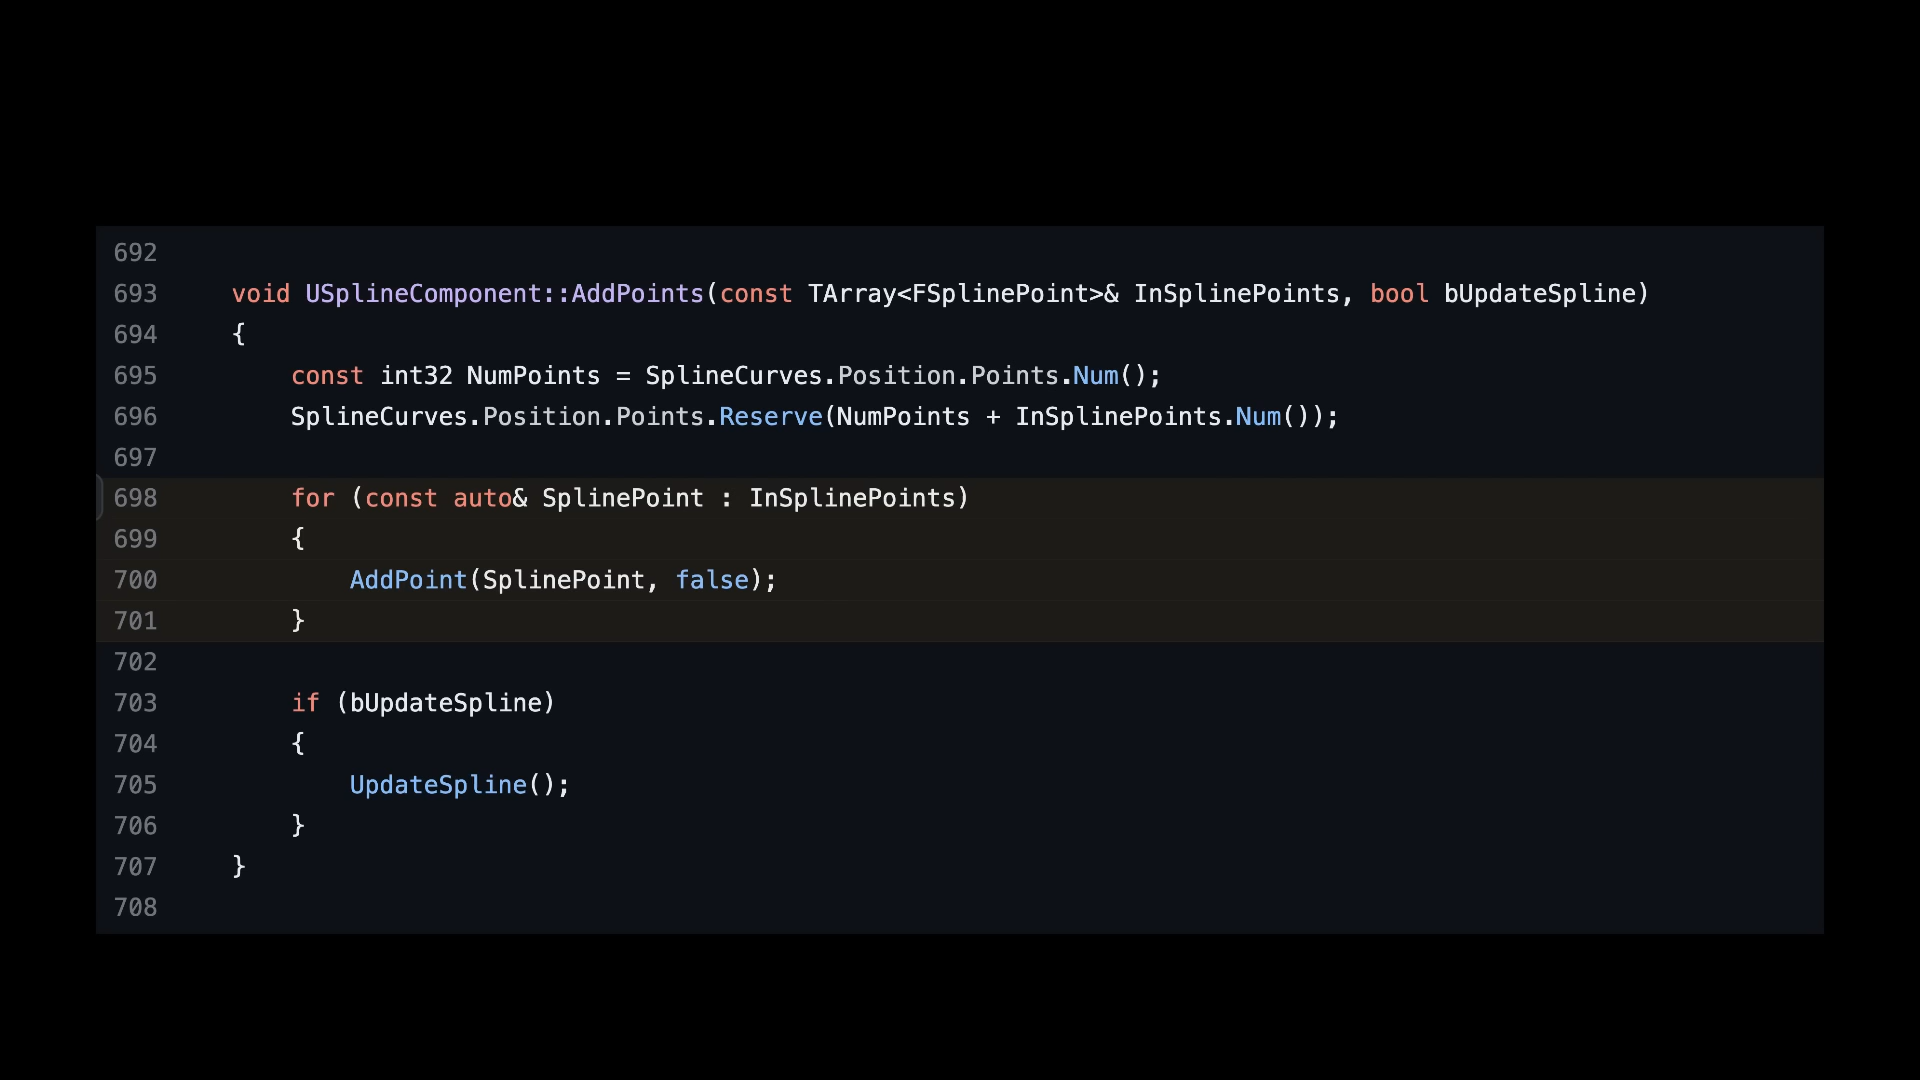 692
693 void USplineComponent::AddPoints(const TArray<FSplinePoint>& InSplinePoints, bool bUpdateSpline)
694 {
695 const int32 NumPoints = SplineCurves.Position.Points.Num();
696 SplineCurves.Position.Points.Reserve(NumPoints + InSplinePoints.Num());
697
698 for (const auto& SplinePoint : InSplinePoints)
699 {
700 AddPoint(SplinePoint, false);
701 }
702
703 if (bUpdateSpline)
704 {
705 UpdateSpline();
706 }
707 }
708